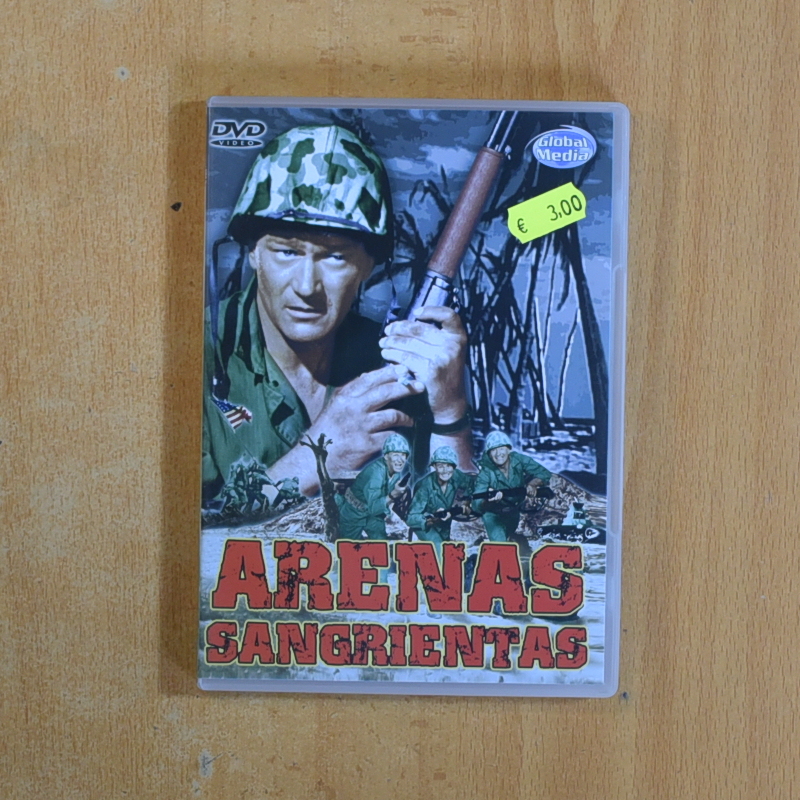 DVD
VIDEO
Global
Media
€ 3,00
ARENAS
SANGRIENTAS